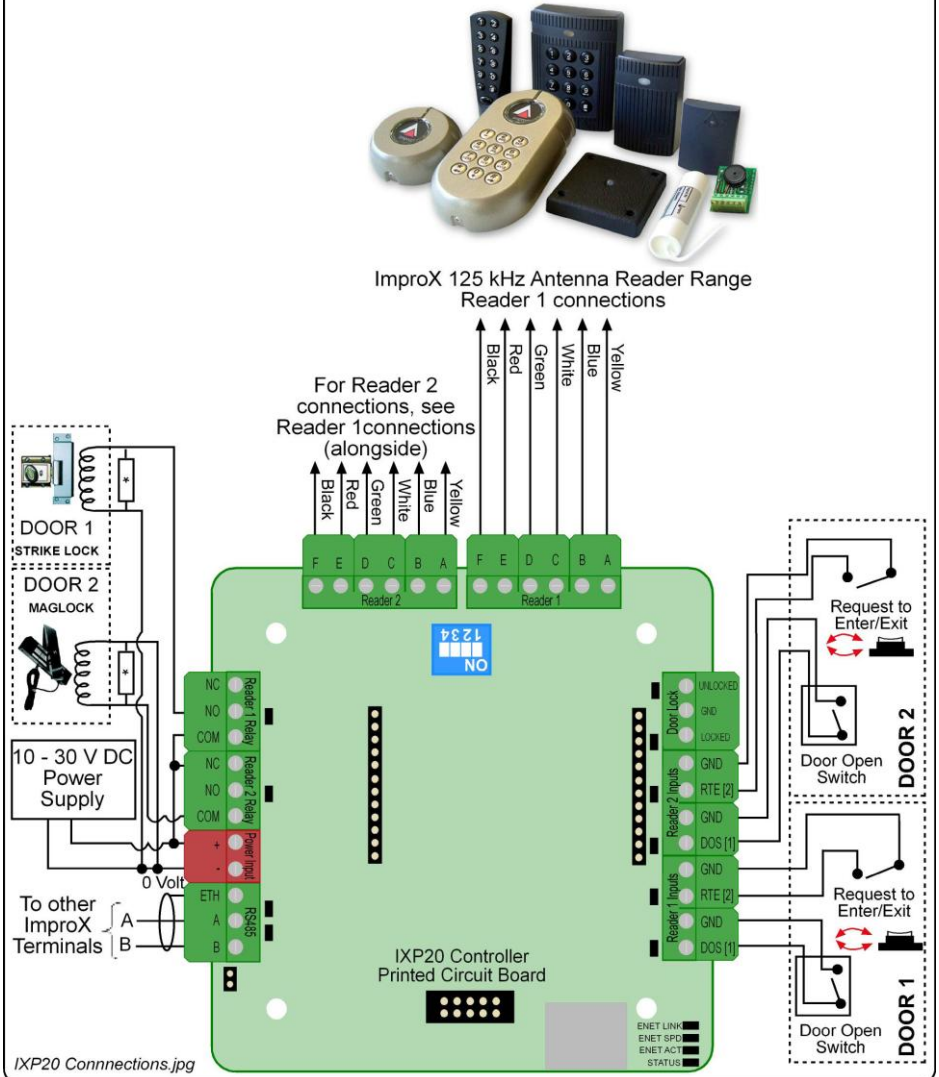 ImproX 125 kHz Antenna Reader Range
Reader 1 connections
Black
Red
Green
White
Blue
Yellow
For Reader 2
connections, see
Reader 1connections
(alongside)
Black
Red
Green
White
Blue
Yellow
F E D C B A
Reader 2
F E D C B A
Reader 1
1234
ON
DOOR 1
STRIKE LOCK
*
DOOR 2
MAGLOCK
*
10 - 30 V DC
Power
Supply
0 Volt
To other
ImproX
Terminals
A
B
NC
NO
COM
Reader 1 Relay
NC
NO
COM
Reader 2 Relay
+
-
Power Input
ETH
A
B
RS485
Door Lock
UNLOCKED
GND
LOCKED
Reader 2 Inputs
GND
RTE [2]
GND
DOS [1]
Reader 1 Inputs
GND
RTE [2]
GND
DOS [1]
Request to
Enter/Exit
Door Open
Switch
DOOR 2
Request to
Enter/Exit
Door Open
Switch
DOOR 1
IXP20 Controller
Printed Circuit Board
ENET LINK
ENET SPD
ENET ACT
STATUS
IXP20 Connnections.jpg